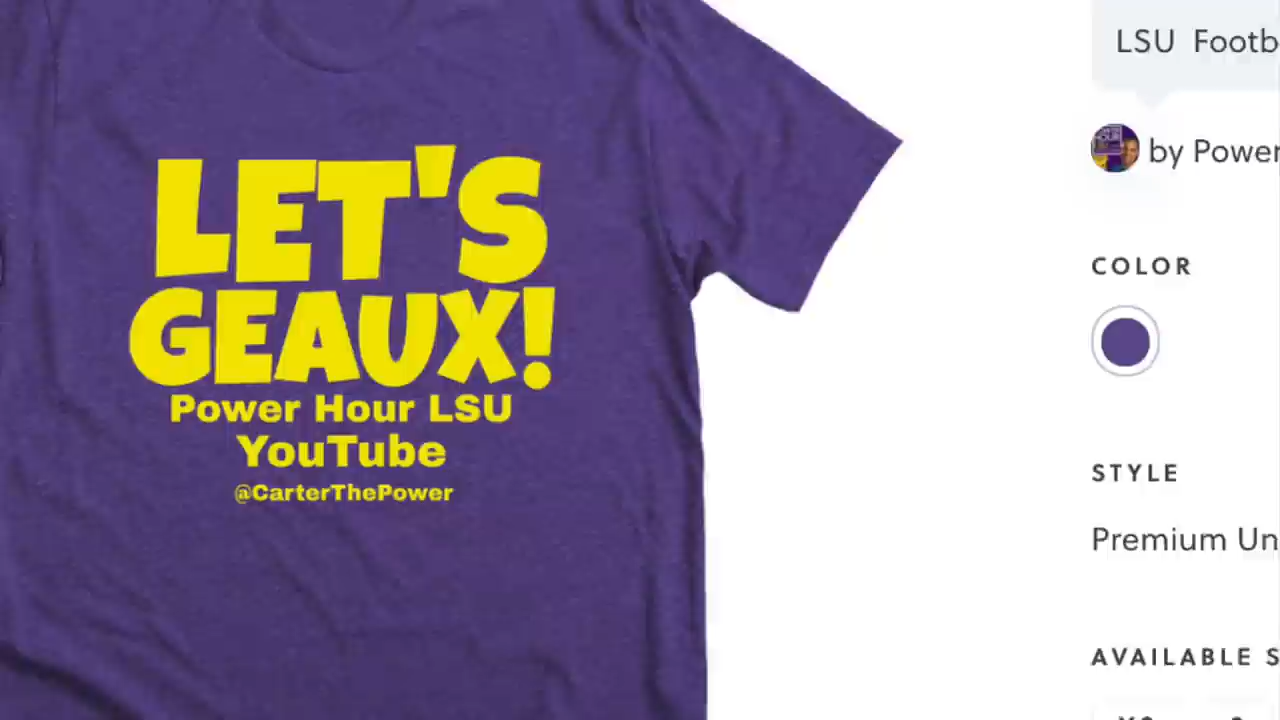 LET'S
GEAUX!
Power Hour LSU
YouTube
@CarterThePower
LSU Footb
by Power
COLOR
STYLE
Premium Un
AVAILABLE S